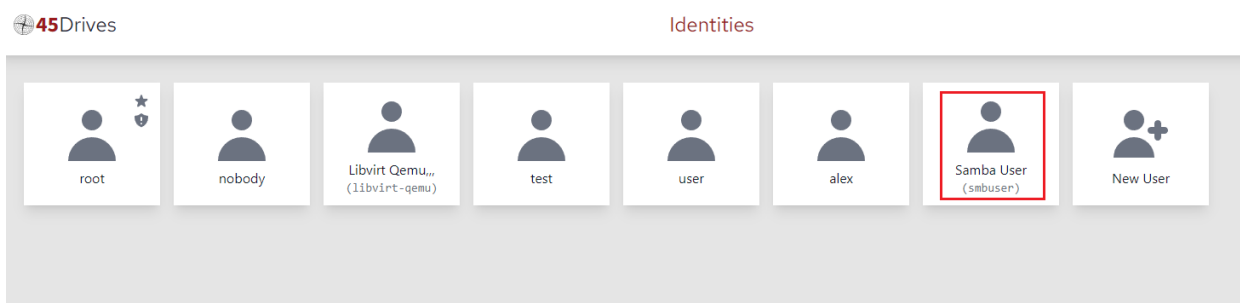 45Drives
Identities
root
nobody
Libvirt Qemu,,,
(libvirt-qemu)
test
user
alex
Samba User
(smbuser)
New User